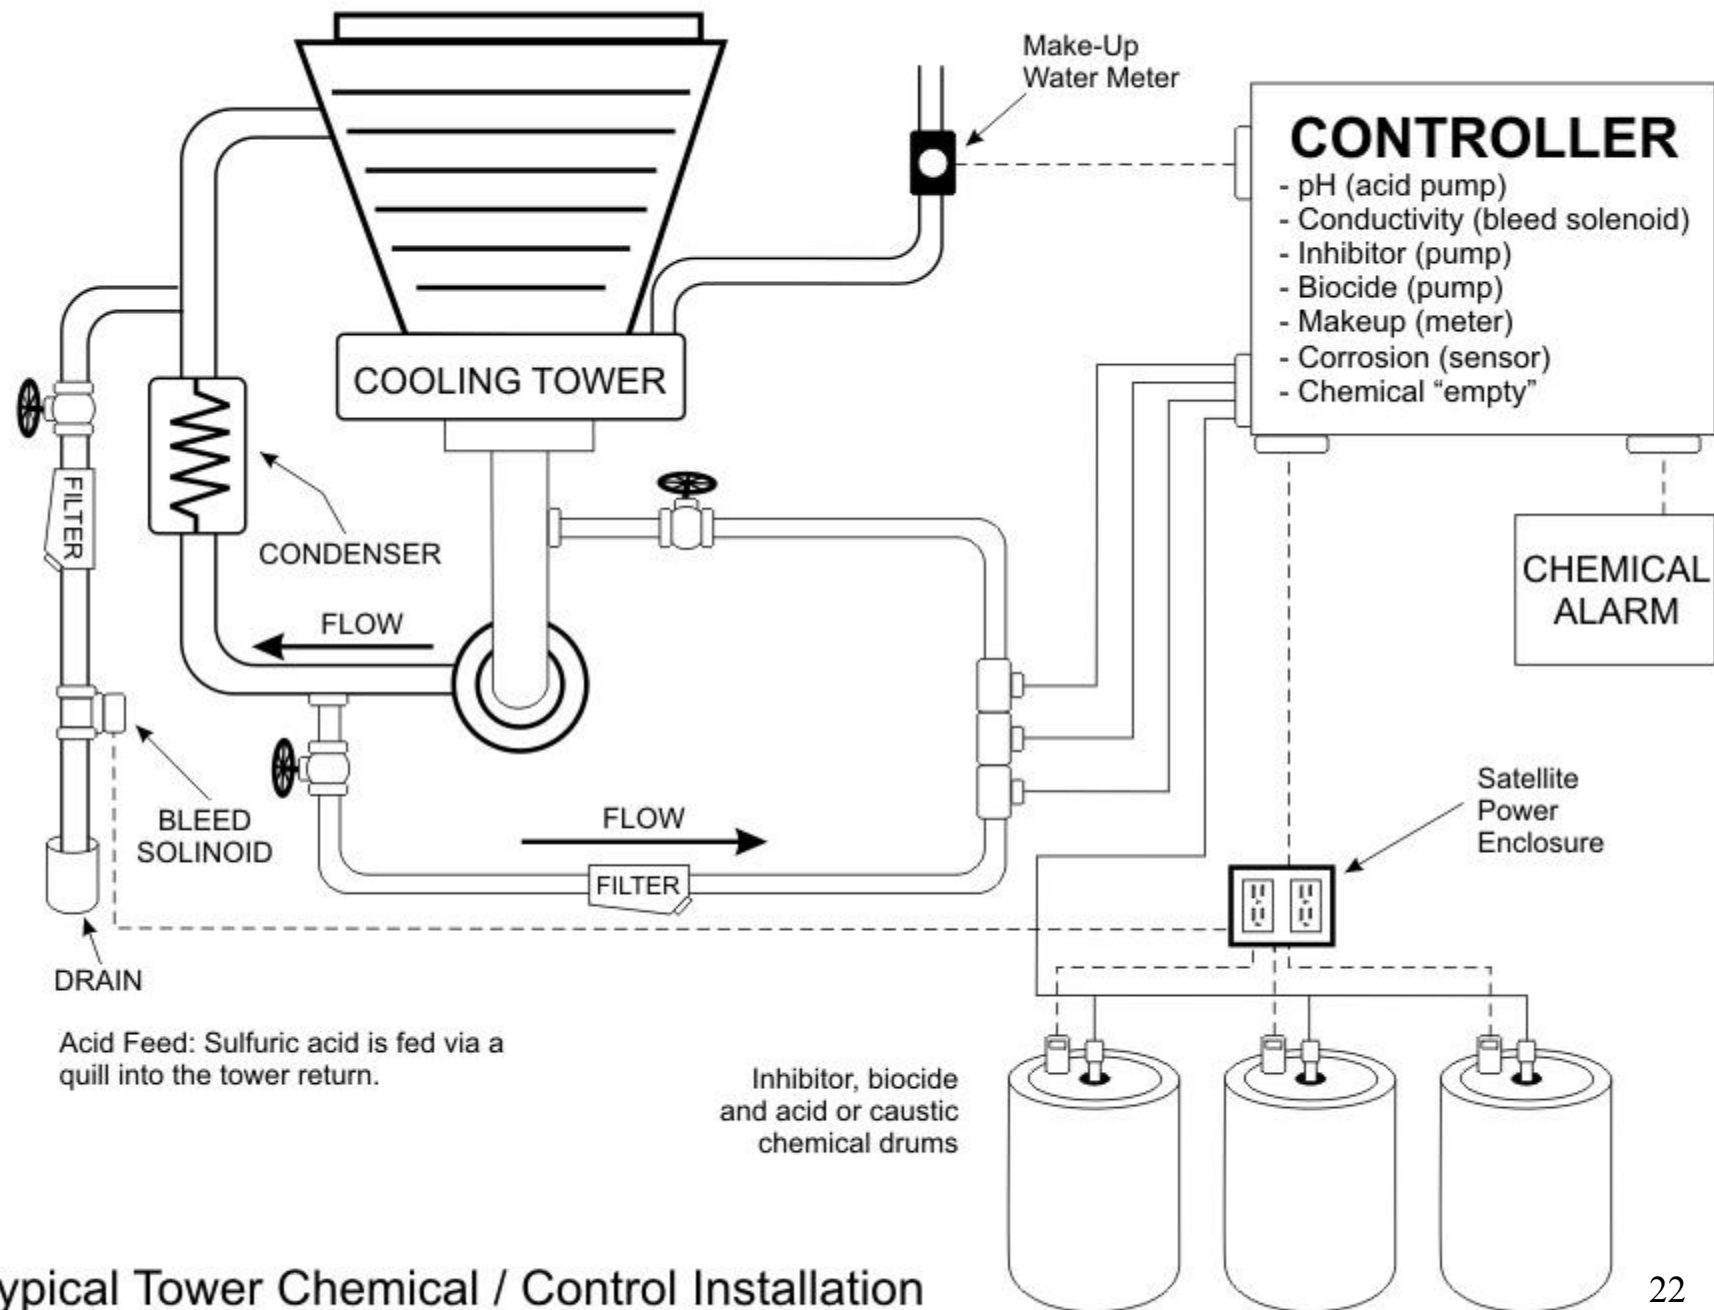 Make-Up
Water Meter
CONTROLLER
- pH (acid pump)
- Conductivity (bleed solenoid)
- Inhibitor (pump)
- Biocide (pump)
- Makeup (meter)
- Corrosion (sensor)
- Chemical “empty”
COOLING TOWER
FILTER
CONDENSER
CHEMICAL
ALARM
FLOW
BLEED
SOLINOID
FLOW
FILTER
Satellite
Power
Enclosure
DRAIN
Acid Feed: Sulfuric acid is fed via a
quill into the tower return.
Inhibitor, biocide
and acid or caustic
chemical drums
ypical Tower Chemical / Control Installation
22